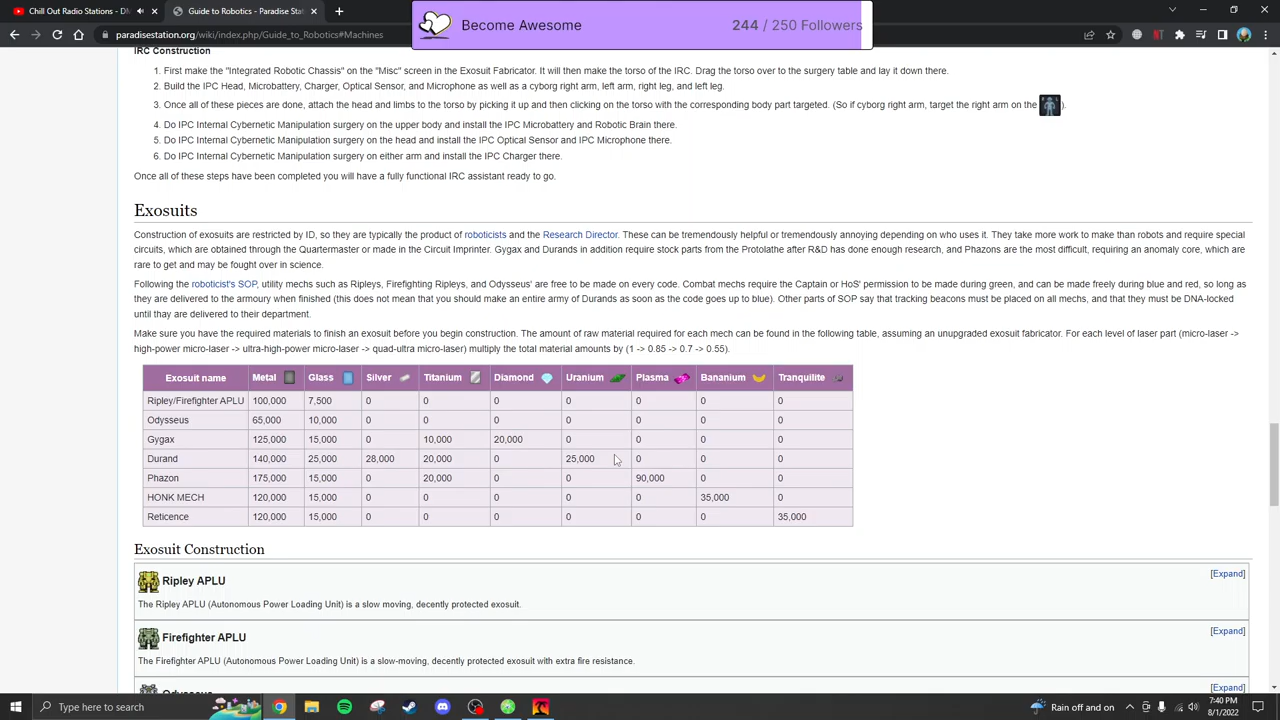 Chill Out Radio Stations - Di
Guide to Robotics - Paradise Stat
paradisestation.org/wiki/index.php/Guide_to_Robotics#Machines
Become Awesome
244 / 250 Followers
IRC Construction
1. First make the "Integrated Robotic Chassis" on the "Misc" screen in the Exosuit Fabricator. It will then make the torso of the IRC. Drag the torso over to the surgery table and lay it down there.
2. Build the IPC Head, Microbattery, Charger, Optical Sensor, and Microphone as well as a cyborg right arm, left arm, right leg, and left leg.
3. Once all of these pieces are done, attach the head and limbs to the torso by picking it up and then clicking on the torso with the corresponding body part targeted. (So if cyborg right arm, target the right arm on the ).
4. Do IPC Internal Cybernetic Manipulation surgery on the upper body and install the IPC Microbattery and Robotic Brain there.
5. Do IPC Internal Cybernetic Manipulation surgery on the head and install the IPC Optical Sensor and IPC Microphone there.
6. Do IPC Internal Cybernetic Manipulation surgery on either arm and install the IPC Charger there.
Once all of these steps have been completed you will have a fully functional IRC assistant ready to go.
Exosuits
Construction of exosuits are restricted by ID, so they are typically the product of roboticists and the Research Director. These can be tremendously helpful or tremendously annoying depending on who uses it. They take more work to make than robots and require special
circuits, which are obtained through the Quartermaster or made in the Circuit Imprinter. Gygax and Durands in addition require stock parts from the Protolathe after R&D has done enough research, and Phazons are the most difficult, requiring an anomaly core, which are
rare to get and may be fought over in science.
Following the roboticist's SOP, utility mechs such as Ripleys, Firefighting Ripleys, and Odysseus' are free to be made on every code. Combat mechs require the Captain or HoS' permission to be made during green, and can be made freely during blue and red, so long as
they are delivered to the armoury when finished (this does not mean that you should make an entire army of Durands as soon as the code goes up to blue). Other parts of SOP say that tracking beacons must be placed on all mechs, and that they must be DNA-locked
until thay are delivered to their department.
Make sure you have the required materials to finish an exosuit before you begin construction. The amount of raw material required for each mech can be found in the following table, assuming an unupgraded exosuit fabricator. For each level of laser part (micro-laser ->
high-power micro-laser -> ultra-high-power micro-laser -> quad-ultra micro-laser) multiply the total material amounts by (1 -> 0.85 -> 0.7 -> 0.55).
Exosuit name Metal Glass Silver Titanium Diamond Uranium Plasma Bananium Tranquilite
Ripley/Firefighter APLU 100,000 7,500 0 0 0 0 0 0 0
Odysseus 65,000 10,000 0 0 0 0 0 0 0
Gygax 125,000 15,000 0 10,000 20,000 0 0 0 0
Durand 140,000 25,000 28,000 20,000 0 25,000 0 0 0
Phazon 175,000 15,000 0 20,000 0 0 90,000 0 0
HONK MECH 120,000 15,000 0 0 0 0 0 35,000 0
Reticence 120,000 15,000 0 0 0 0 0 0 35,000
Exosuit Construction
Ripley APLU [Expand]
The Ripley APLU (Autonomous Power Loading Unit) is a slow moving, decently protected exosuit.
Firefighter APLU [Expand]
The Firefighter APLU (Autonomous Power Loading Unit) is a slow-moving, decently protected exosuit with extra fire resistance.
Odysseus [Expand]
Type here to search
Rain off and on
7:40 PM
8/1/2022